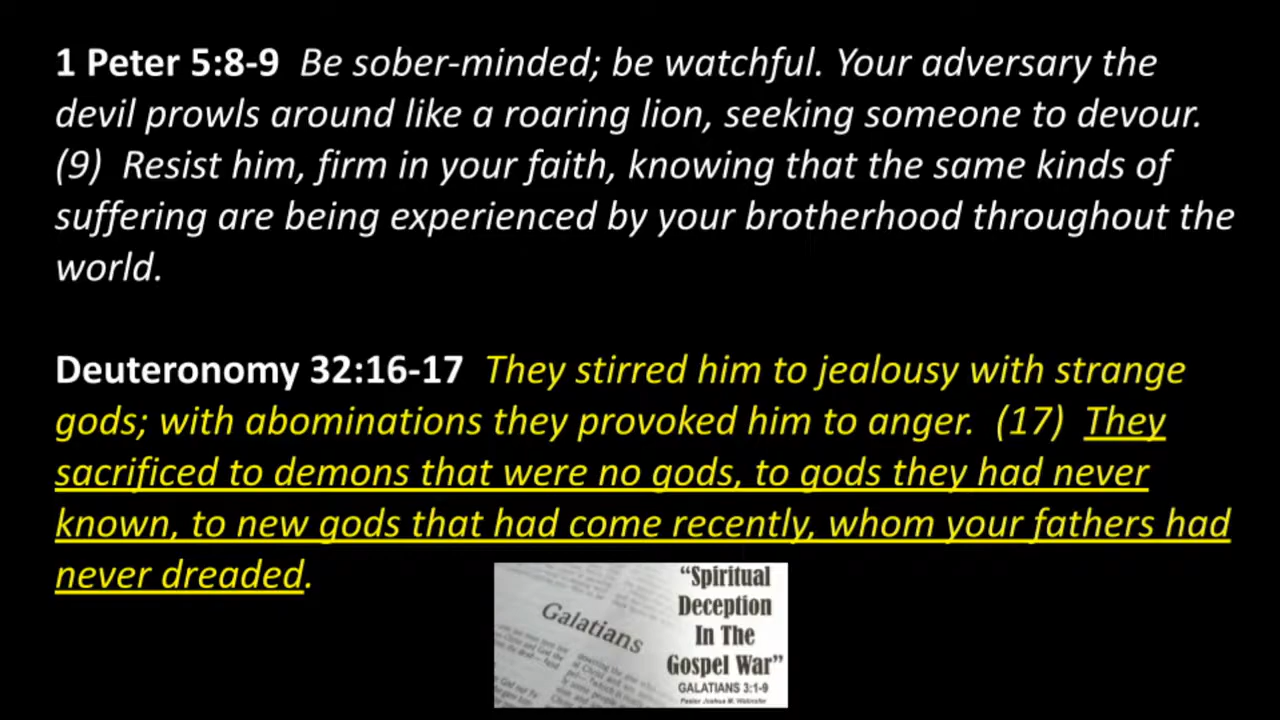 1 Peter 5:8-9 Be sober-minded; be watchful. Your adversary the
devil prowls around like a roaring lion, seeking someone to devour.
(9) Resist him, firm in your faith, knowing that the same kinds of
suffering are being experienced by your brotherhood throughout the
world.
Deuteronomy 32:16-17 They stirred him to jealousy with strange
gods; with abominations they provoked him to anger. (17) They
sacrificed to demons that were no gods, to gods they had never
known, to new gods that had come recently, whom your fathers had
never dreaded.
Galatians
“Spiritual
Deception
In The
Gospel War”
GALATIANS 3:1-9
Pastor Joshua M.